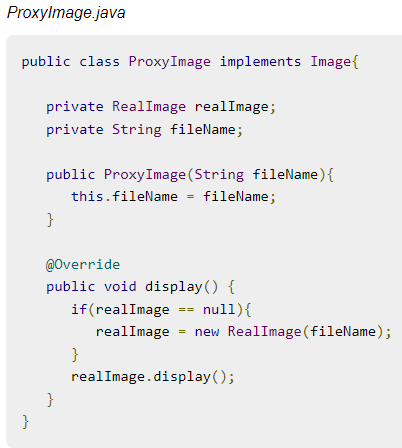 ProxyImage.java
public class ProxyImage implements Image{
private RealImage realImage;
private String fileName;
public ProxyImage(String fileName){
this.fileName = fileName;
}
@Override
public void display() {
if(realImage == null){
realImage = new RealImage(fileName);
}
realImage.display();
}
}